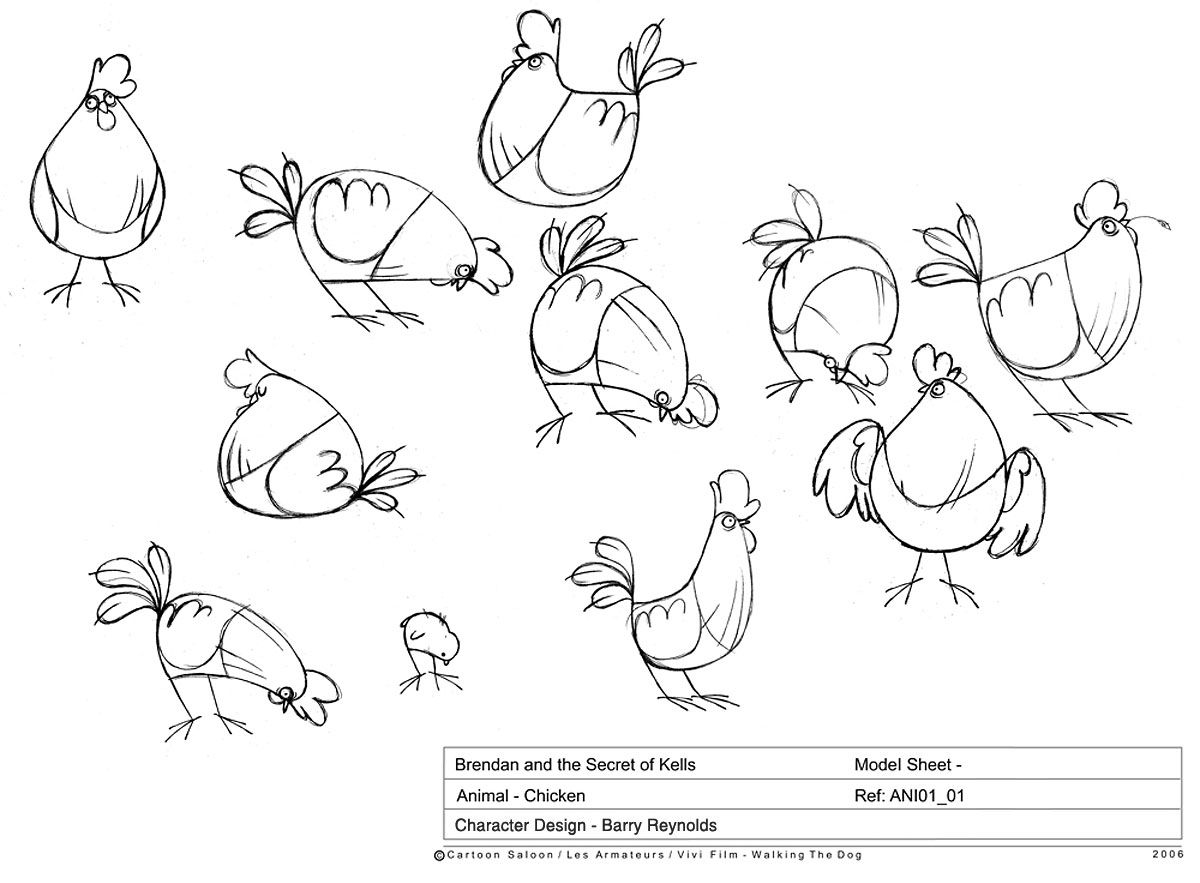 Brendan and the Secret of Kells Model Sheet -
Animal - Chicken Ref: ANI01_01
Character Design - Barry Reynolds
©Cartoon Saloon / Les Armateurs / Vivi Film - Walking The Dog 2006